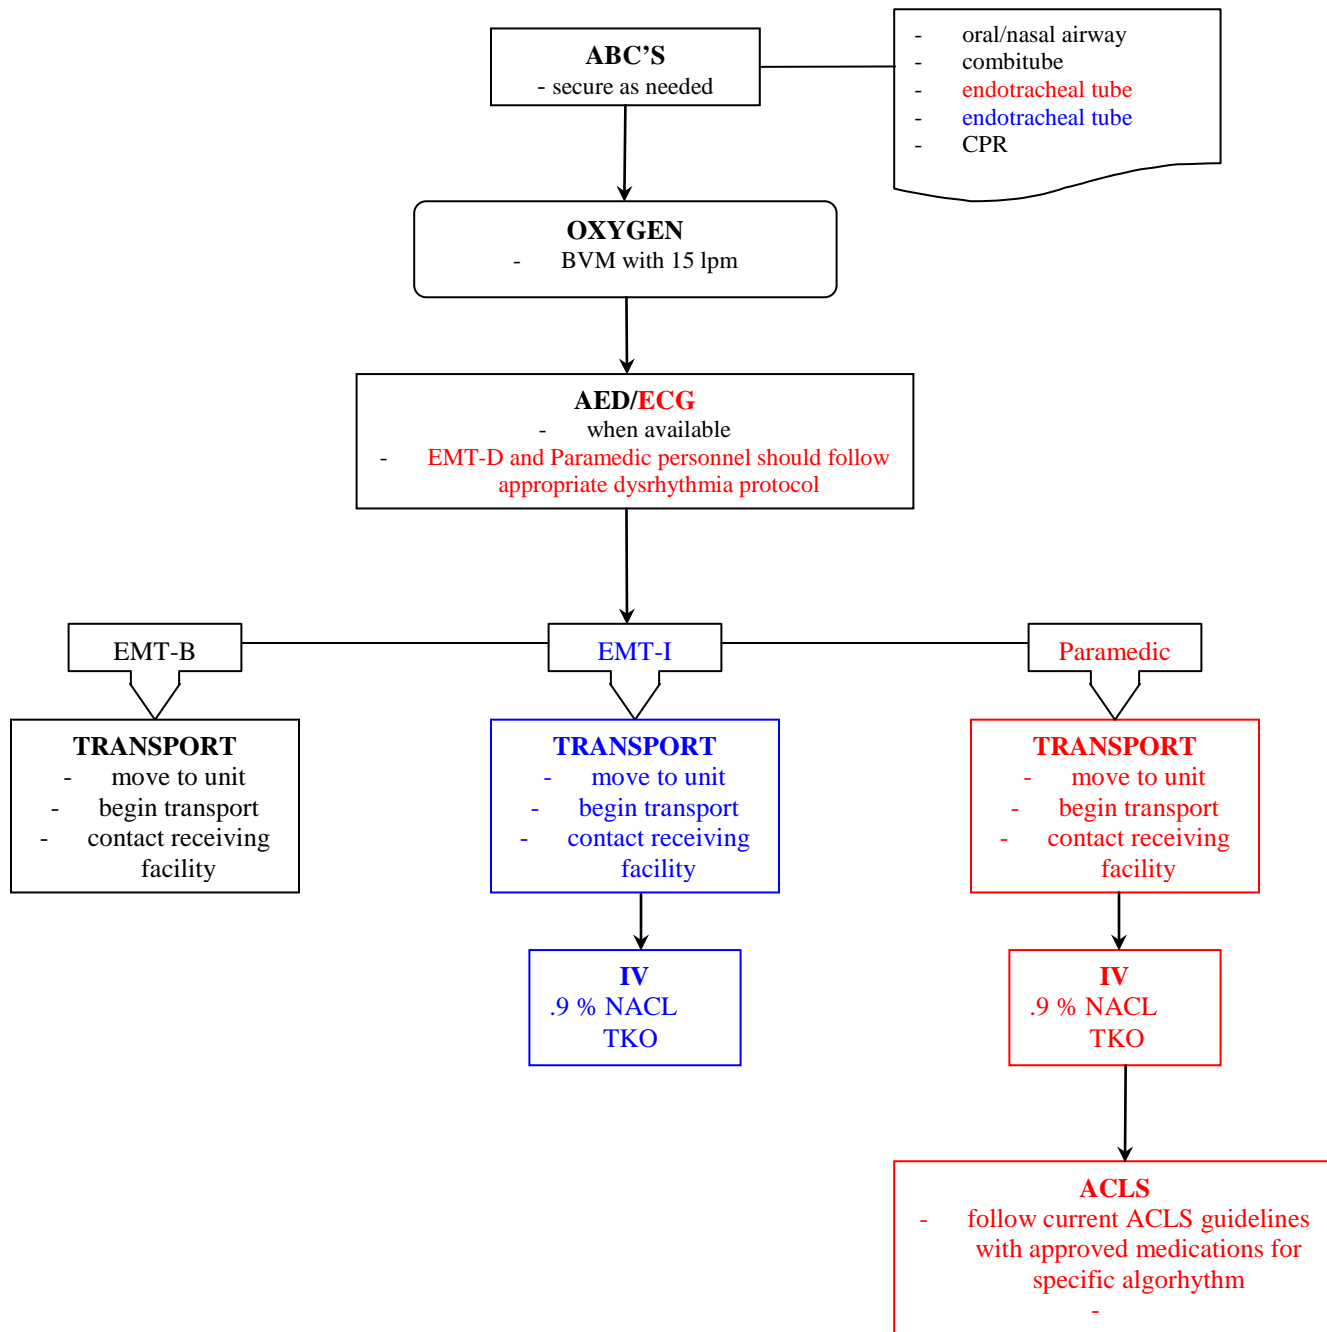 ABC'S
- secure as needed
- oral/nasal airway
- combitube
- endotracheal tube
- endotracheal tube
- CPR
OXYGEN
- BVM with 15 lpm
AED/ECG
- when available
- EMT-D and Paramedic personnel should follow
appropriate dysrhythmia protocol
EMT-B
EMT-I
Paramedic
TRANSPORT
- move to unit
- begin transport
- contact receiving
facility
TRANSPORT
- move to unit
- begin transport
- contact receiving
facility
TRANSPORT
- move to unit
- begin transport
- contact receiving
facility
IV
.9 % NACL
TKO
IV
.9 % NACL
TKO
ACLS
- follow current ACLS guidelines
with approved medications for
specific algorhythm
-